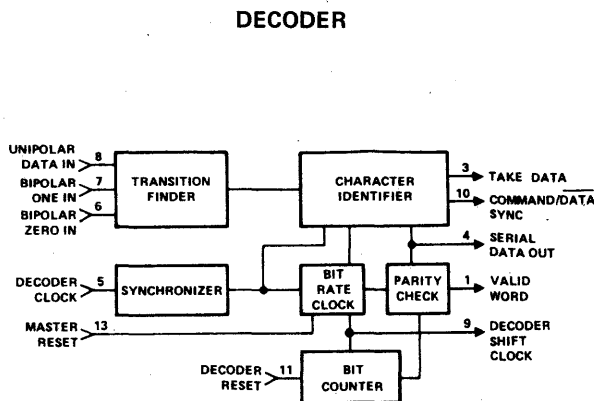 DECODER
UNIPOLAR
DATA IN
8
BIPOLAR
ONE IN
7
BIPOLAR
ZERO IN
6
TRANSITION
FINDER
CHARACTER
IDENTIFIER
3
TAKE DATA
10
COMMAND/DATA
SYNC
4
SERIAL
DATA OUT
DECODER
CLOCK
5
SYNCHRONIZER
BIT
RATE
CLOCK
PARITY
CHECK
1
VALID
WORD
MASTER
RESET
13
9
DECODER
SHIFT
CLOCK
DECODER
RESET
11
BIT
COUNTER